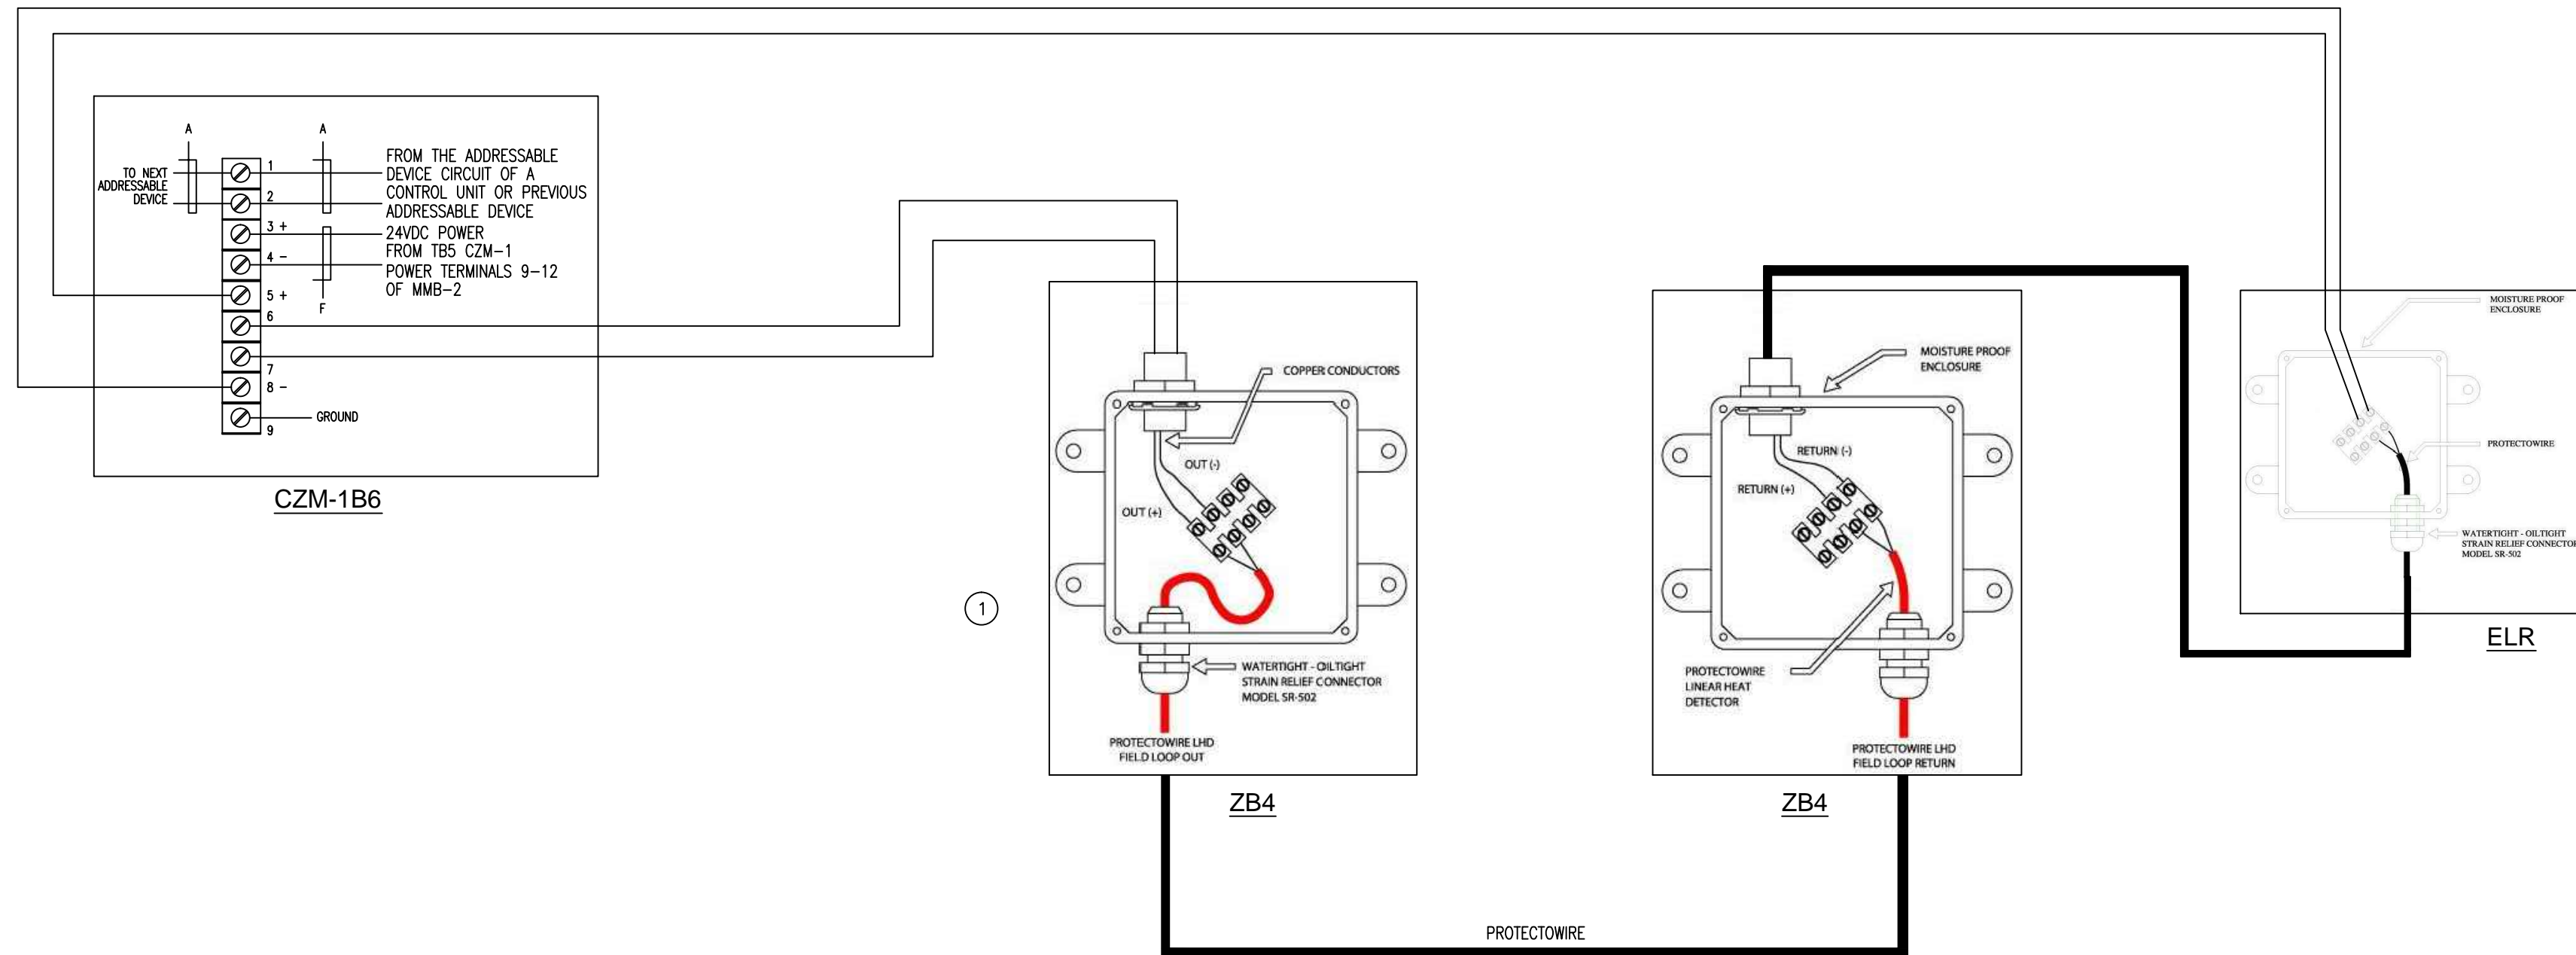 A
A
TO NEXT
ADDRESSABLE
DEVICE
1
2
3 +
4 -
5 +
6
7
8 -
9
F
FROM THE ADDRESSABLE
DEVICE CIRCUIT OF A
CONTROL UNIT OR PREVIOUS
ADDRESSABLE DEVICE
24VDC POWER
FROM TB5 CZM-1
POWER TERMINALS 9-12
OF MMB-2
GROUND
CZM-1B6
1
COPPER CONDUCTORS
OUT (-)
OUT (+)
WATERTIGHT - OILTIGHT
STRAIN RELIEF CONNECTOR
MODEL SR-502
PROTECTOWIRE LHD
FIELD LOOP OUT
ZB4
MOISTURE PROOF
ENCLOSURE
RETURN (-)
RETURN (+)
PROTECTOWIRE
LINEAR HEAT
DETECTOR
PROTECTOWIRE LHD
FIELD LOOP RETURN
ZB4
PROTECTOWIRE
MOISTURE PROOF
ENCLOSURE
PROTECTOWIRE
WATERTIGHT - OILTIGHT
STRAIN RELIEF CONNECTOR
MODEL SR-502
ELR